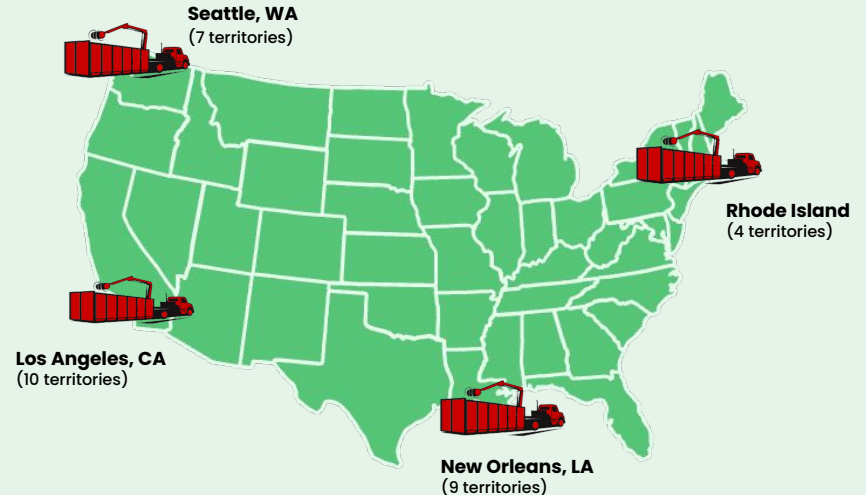 Seattle, WA
(7 territories)
Rhode Island
(4 territories)
Los Angeles, CA
(10 territories)
New Orleans, LA
(9 territories)